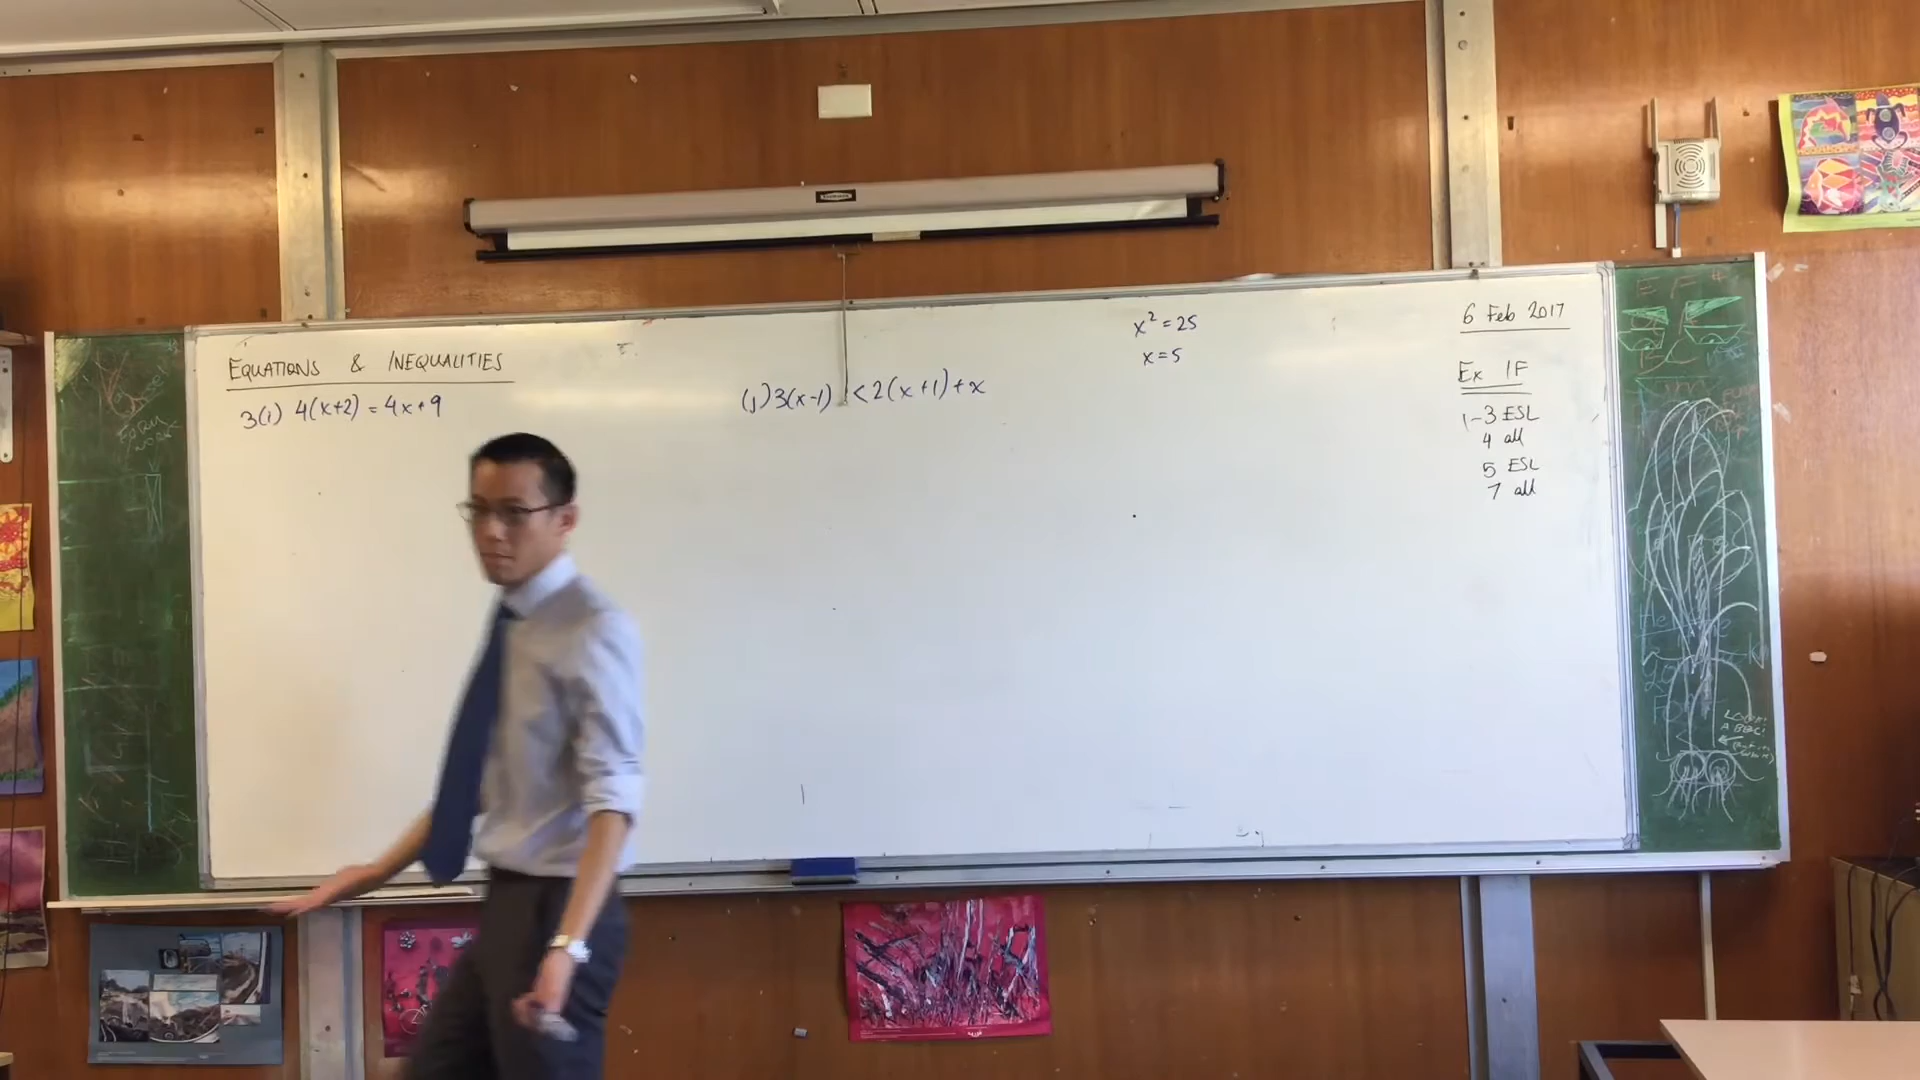 EQUATIONS & INEQUALITIES
3(i) 4(x+2) = 4x+9
(j) 3(x-1) < 2(x+1)+x
x² = 25
x = 5
6 Feb 2017
Ex 1F
1-3 ESL
4 all
5 ESL
7 all